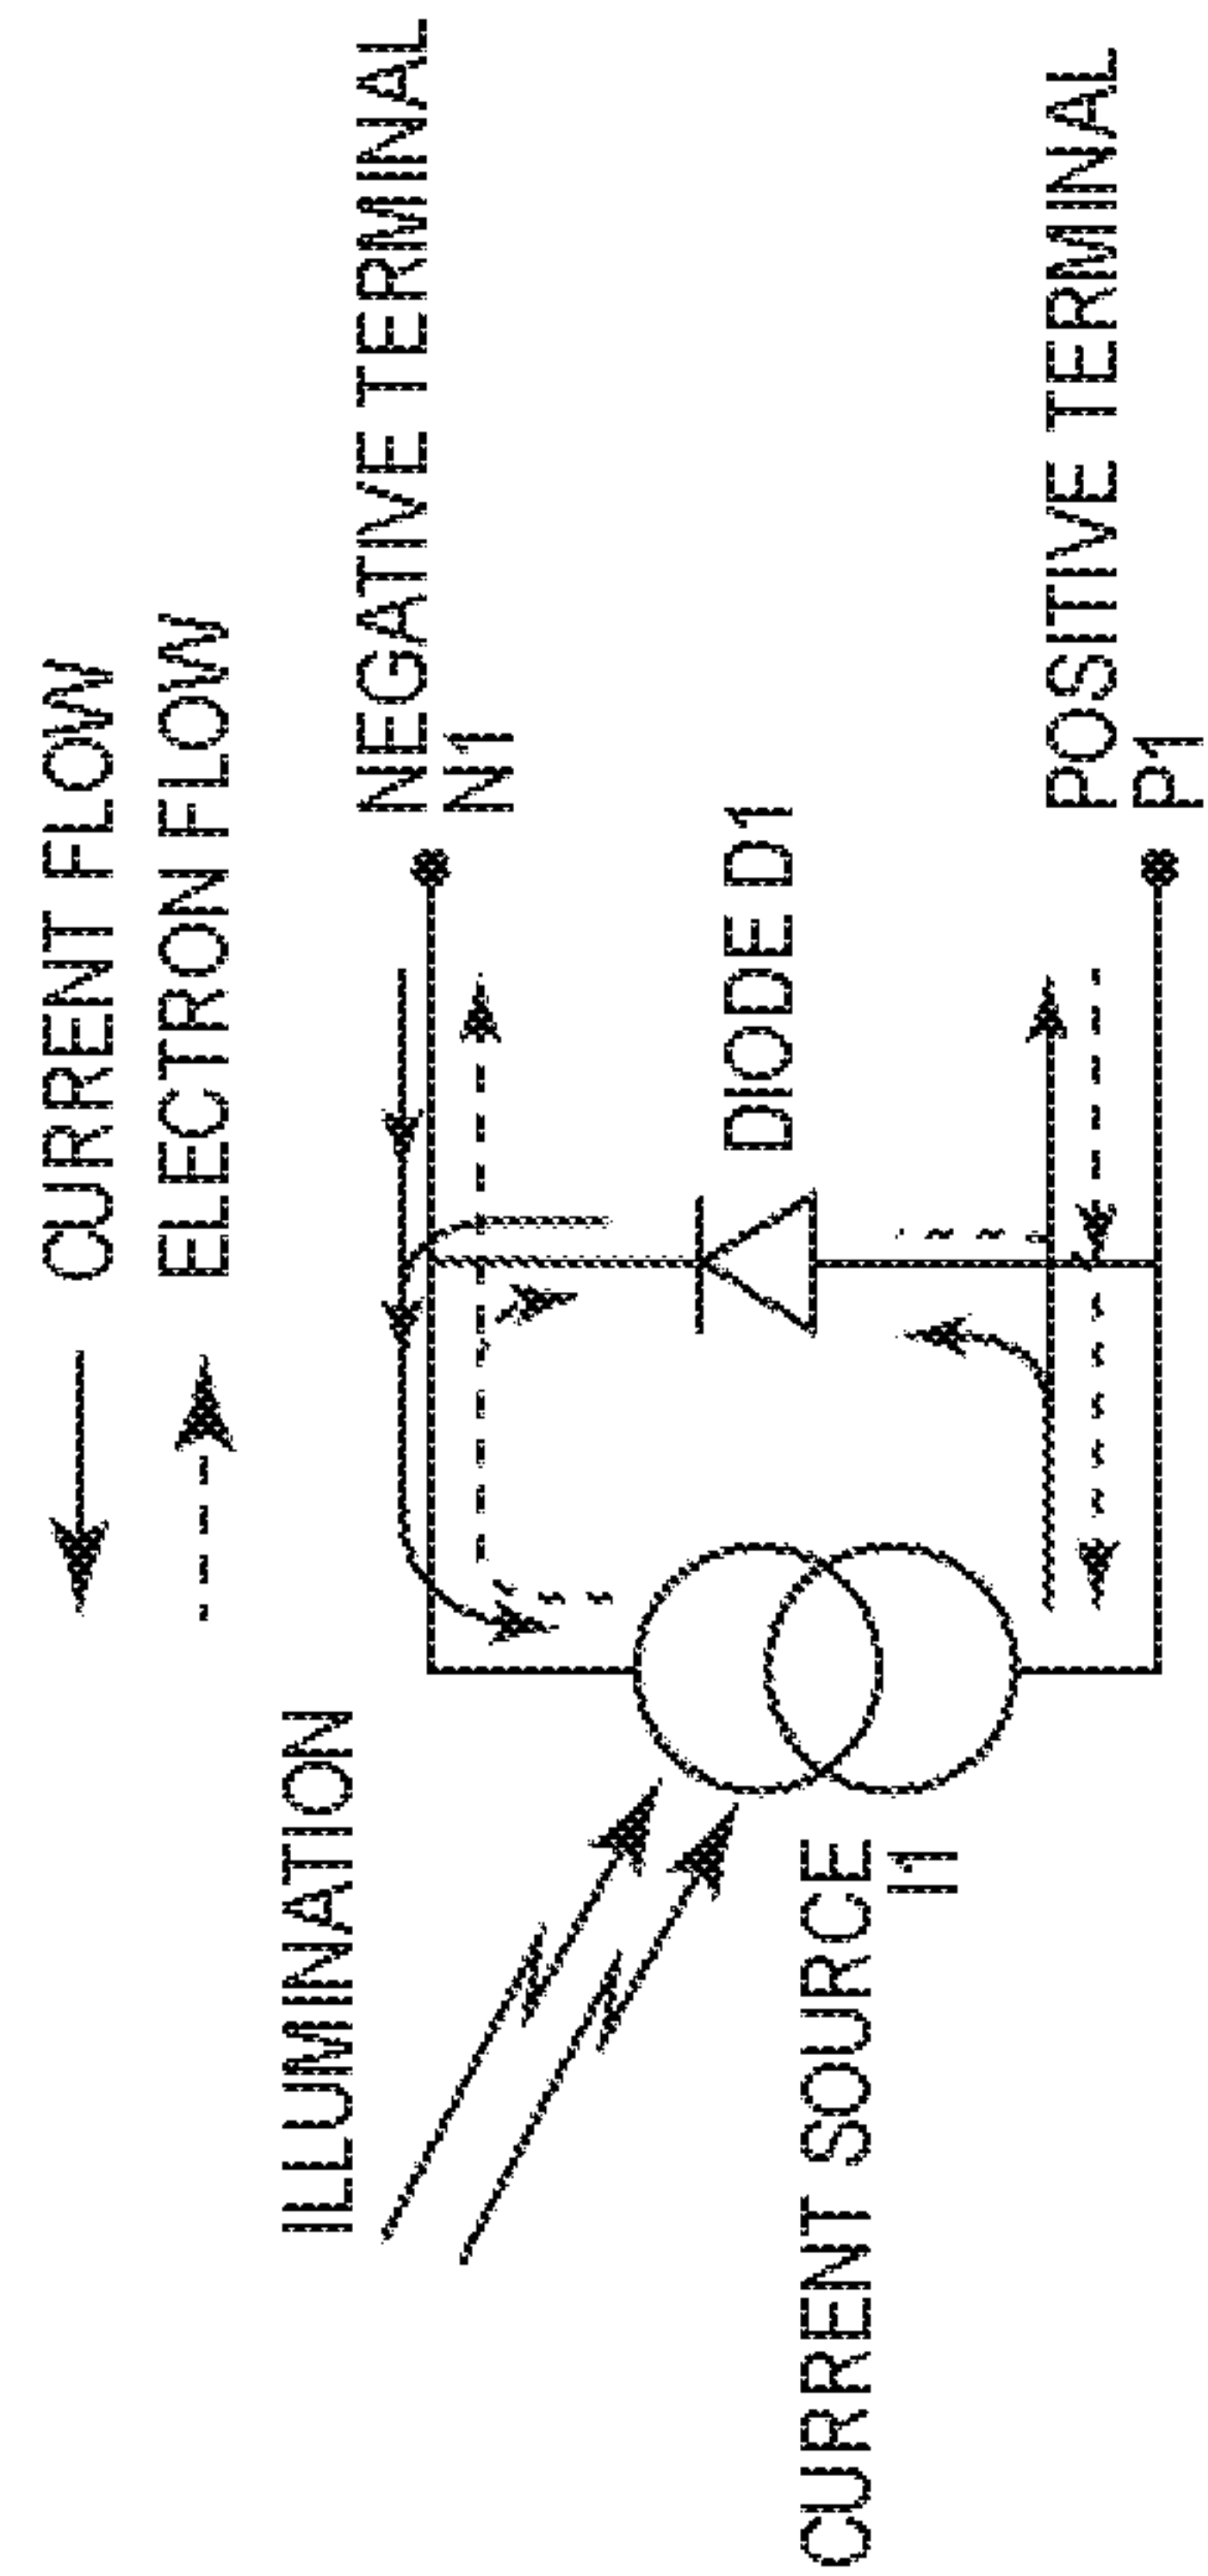 CURRENT FLOW
ELECTRON FLOW
ILLUMINATION
NEGATIVE TERMINAL
N1
DIODE D1
CURRENT SOURCE
I1
POSITIVE TERMINAL
P1